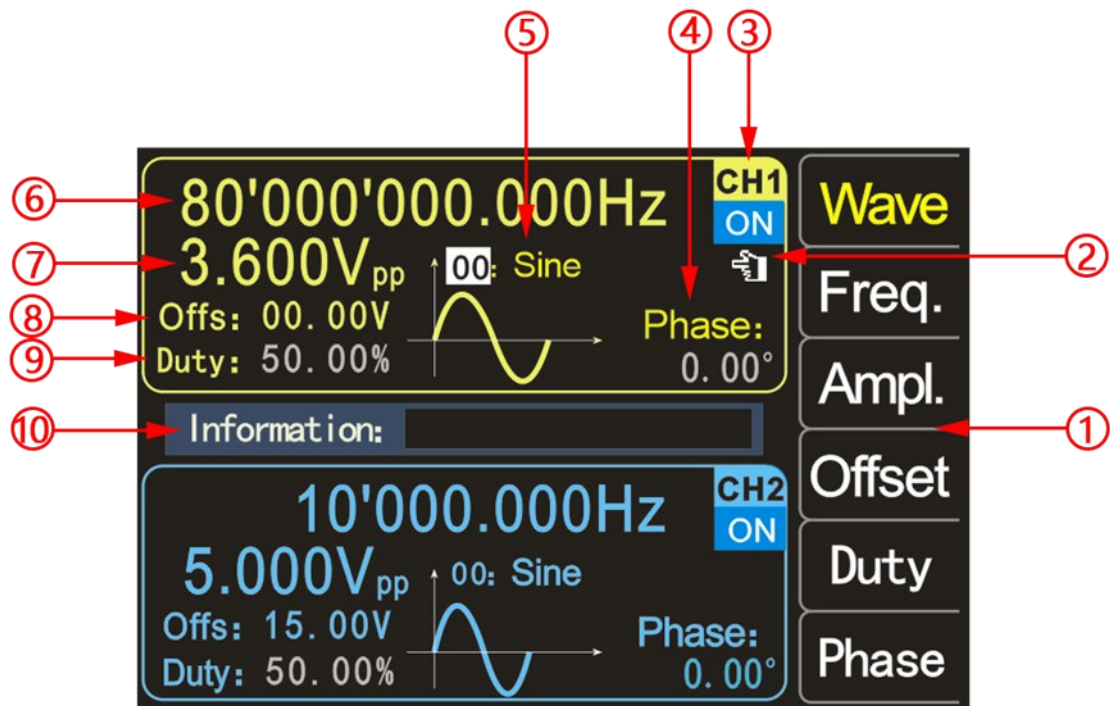 ⑤ ④ ③
⑥ 80'000'000.000Hz CH1 Wave
⑦ 3.600Vpp 00: Sine ON ②
⑧ Offs: 00.00V Phase: Freq.
⑨ Duty: 50.00% 0.00° Ampl.
⑩ Information: ①
10'000.000Hz CH2 Offset
5.000Vpp 00: Sine ON
Offs: 15.00V Phase: Duty
Duty: 50.00% 0.00° Phase